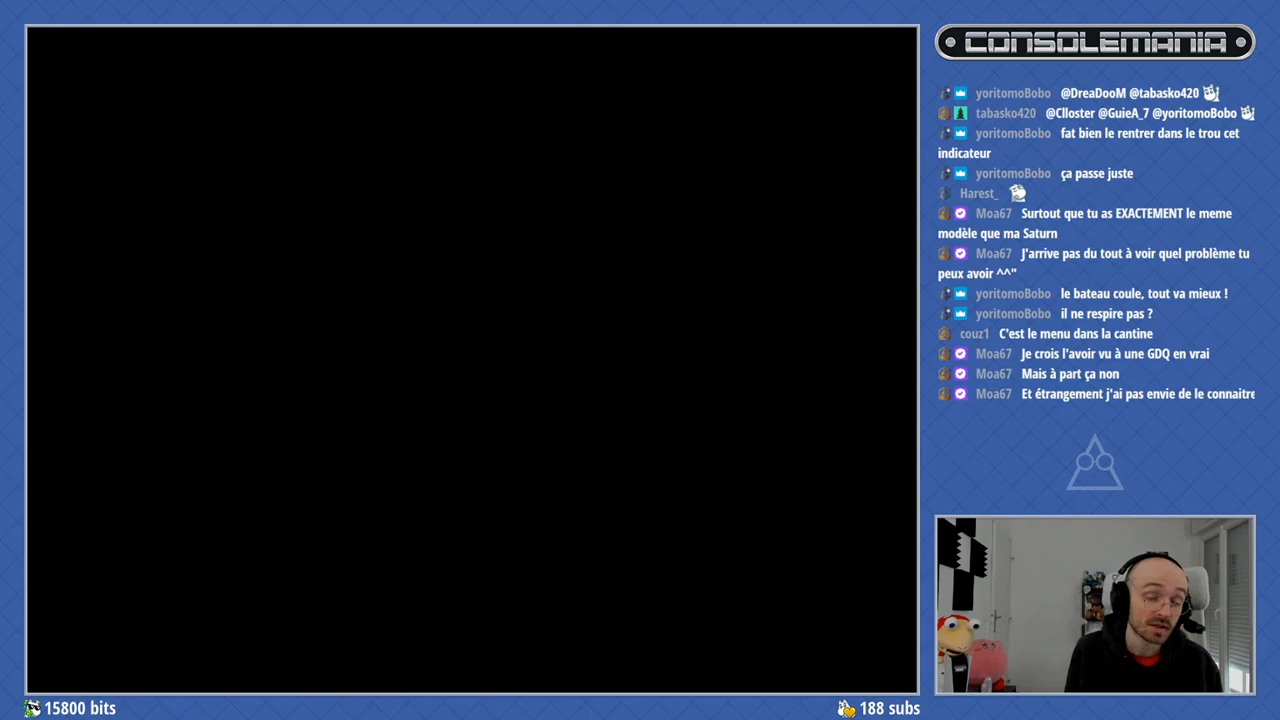 CONSOLEMANIA
yoritomoBobo @DreaDooM @tabasko420
tabasko420 @Clloster @GuieA_7 @yoritomoBobo
yoritomoBobo fat bien le rentrer dans le trou cet
indicateur
yoritomoBobo ça passe juste
Harest_
Moa67 Surtout que tu as EXACTEMENT le meme
modèle que ma Saturn
Moa67 J'arrive pas du tout à voir quel problème tu
peux avoir ^^"
yoritomoBobo le bateau coule, tout va mieux !
yoritomoBobo il ne respire pas ?
couz1 C'est le menu dans la cantine
Moa67 Je crois l'avoir vu à une GDQ en vrai
Moa67 Mais à part ça non
Moa67 Et étrangement j'ai pas envie de le connaitre
15800 bits
188 subs